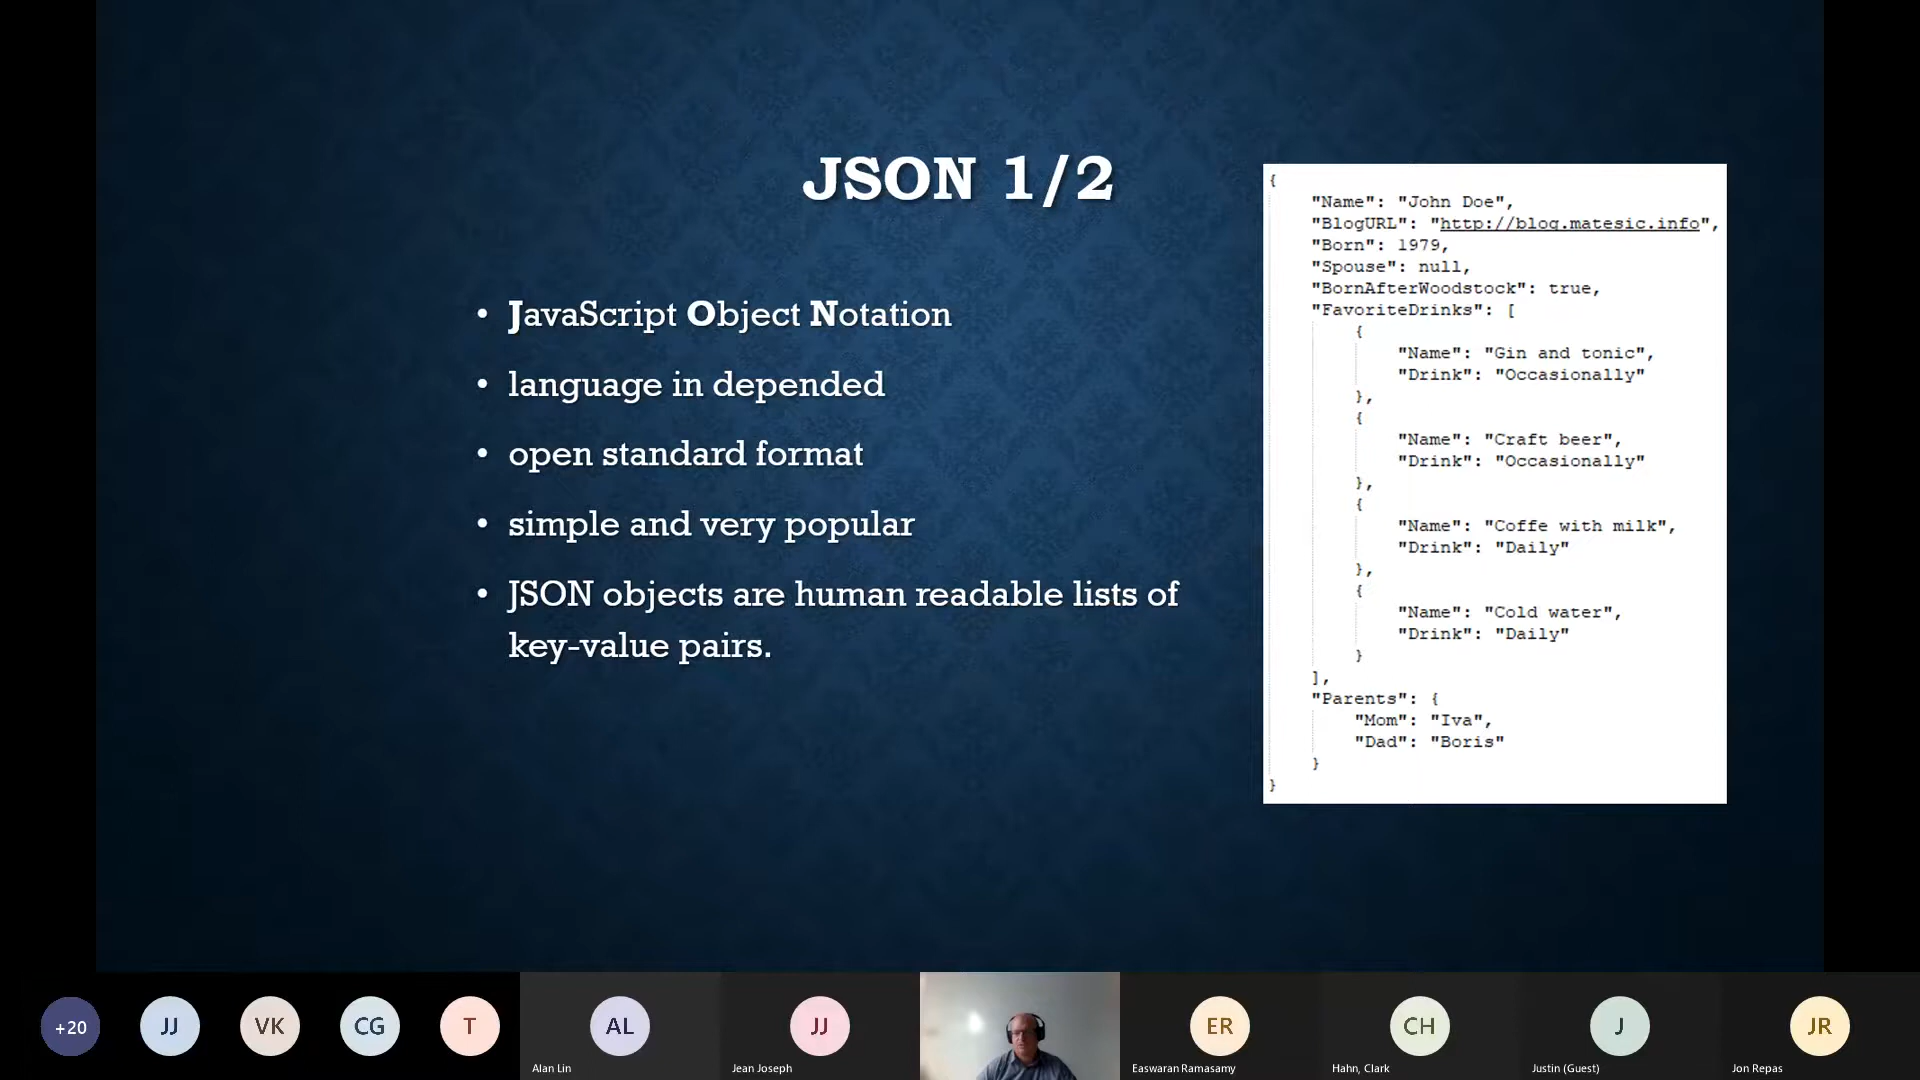 JSON 1/2
• JavaScript Object Notation
• language in depended
• open standard format
• simple and very popular
• JSON objects are human readable lists of
key-value pairs.
{
"Name": "John Doe",
"BlogURL": "http://blog.matesic.info",
"Born": 1979,
"Spouse": null,
"BornAfterWoodstock": true,
"FavoriteDrinks": [
{
"Name": "Gin and tonic",
"Drink": "Occasionally"
},
{
"Name": "Craft beer",
"Drink": "Occasionally"
},
{
"Name": "Coffe with milk",
"Drink": "Daily"
},
{
"Name": "Cold water",
"Drink": "Daily"
}
],
"Parents": {
"Mom": "Iva",
"Dad": "Boris"
}
}
+20 JJ VK CG T AL JJ ER CH J JR
Alan Lin Jean Joseph Easwaran Ramasamy Hahn, Clark Justin (Guest) Jon Repas